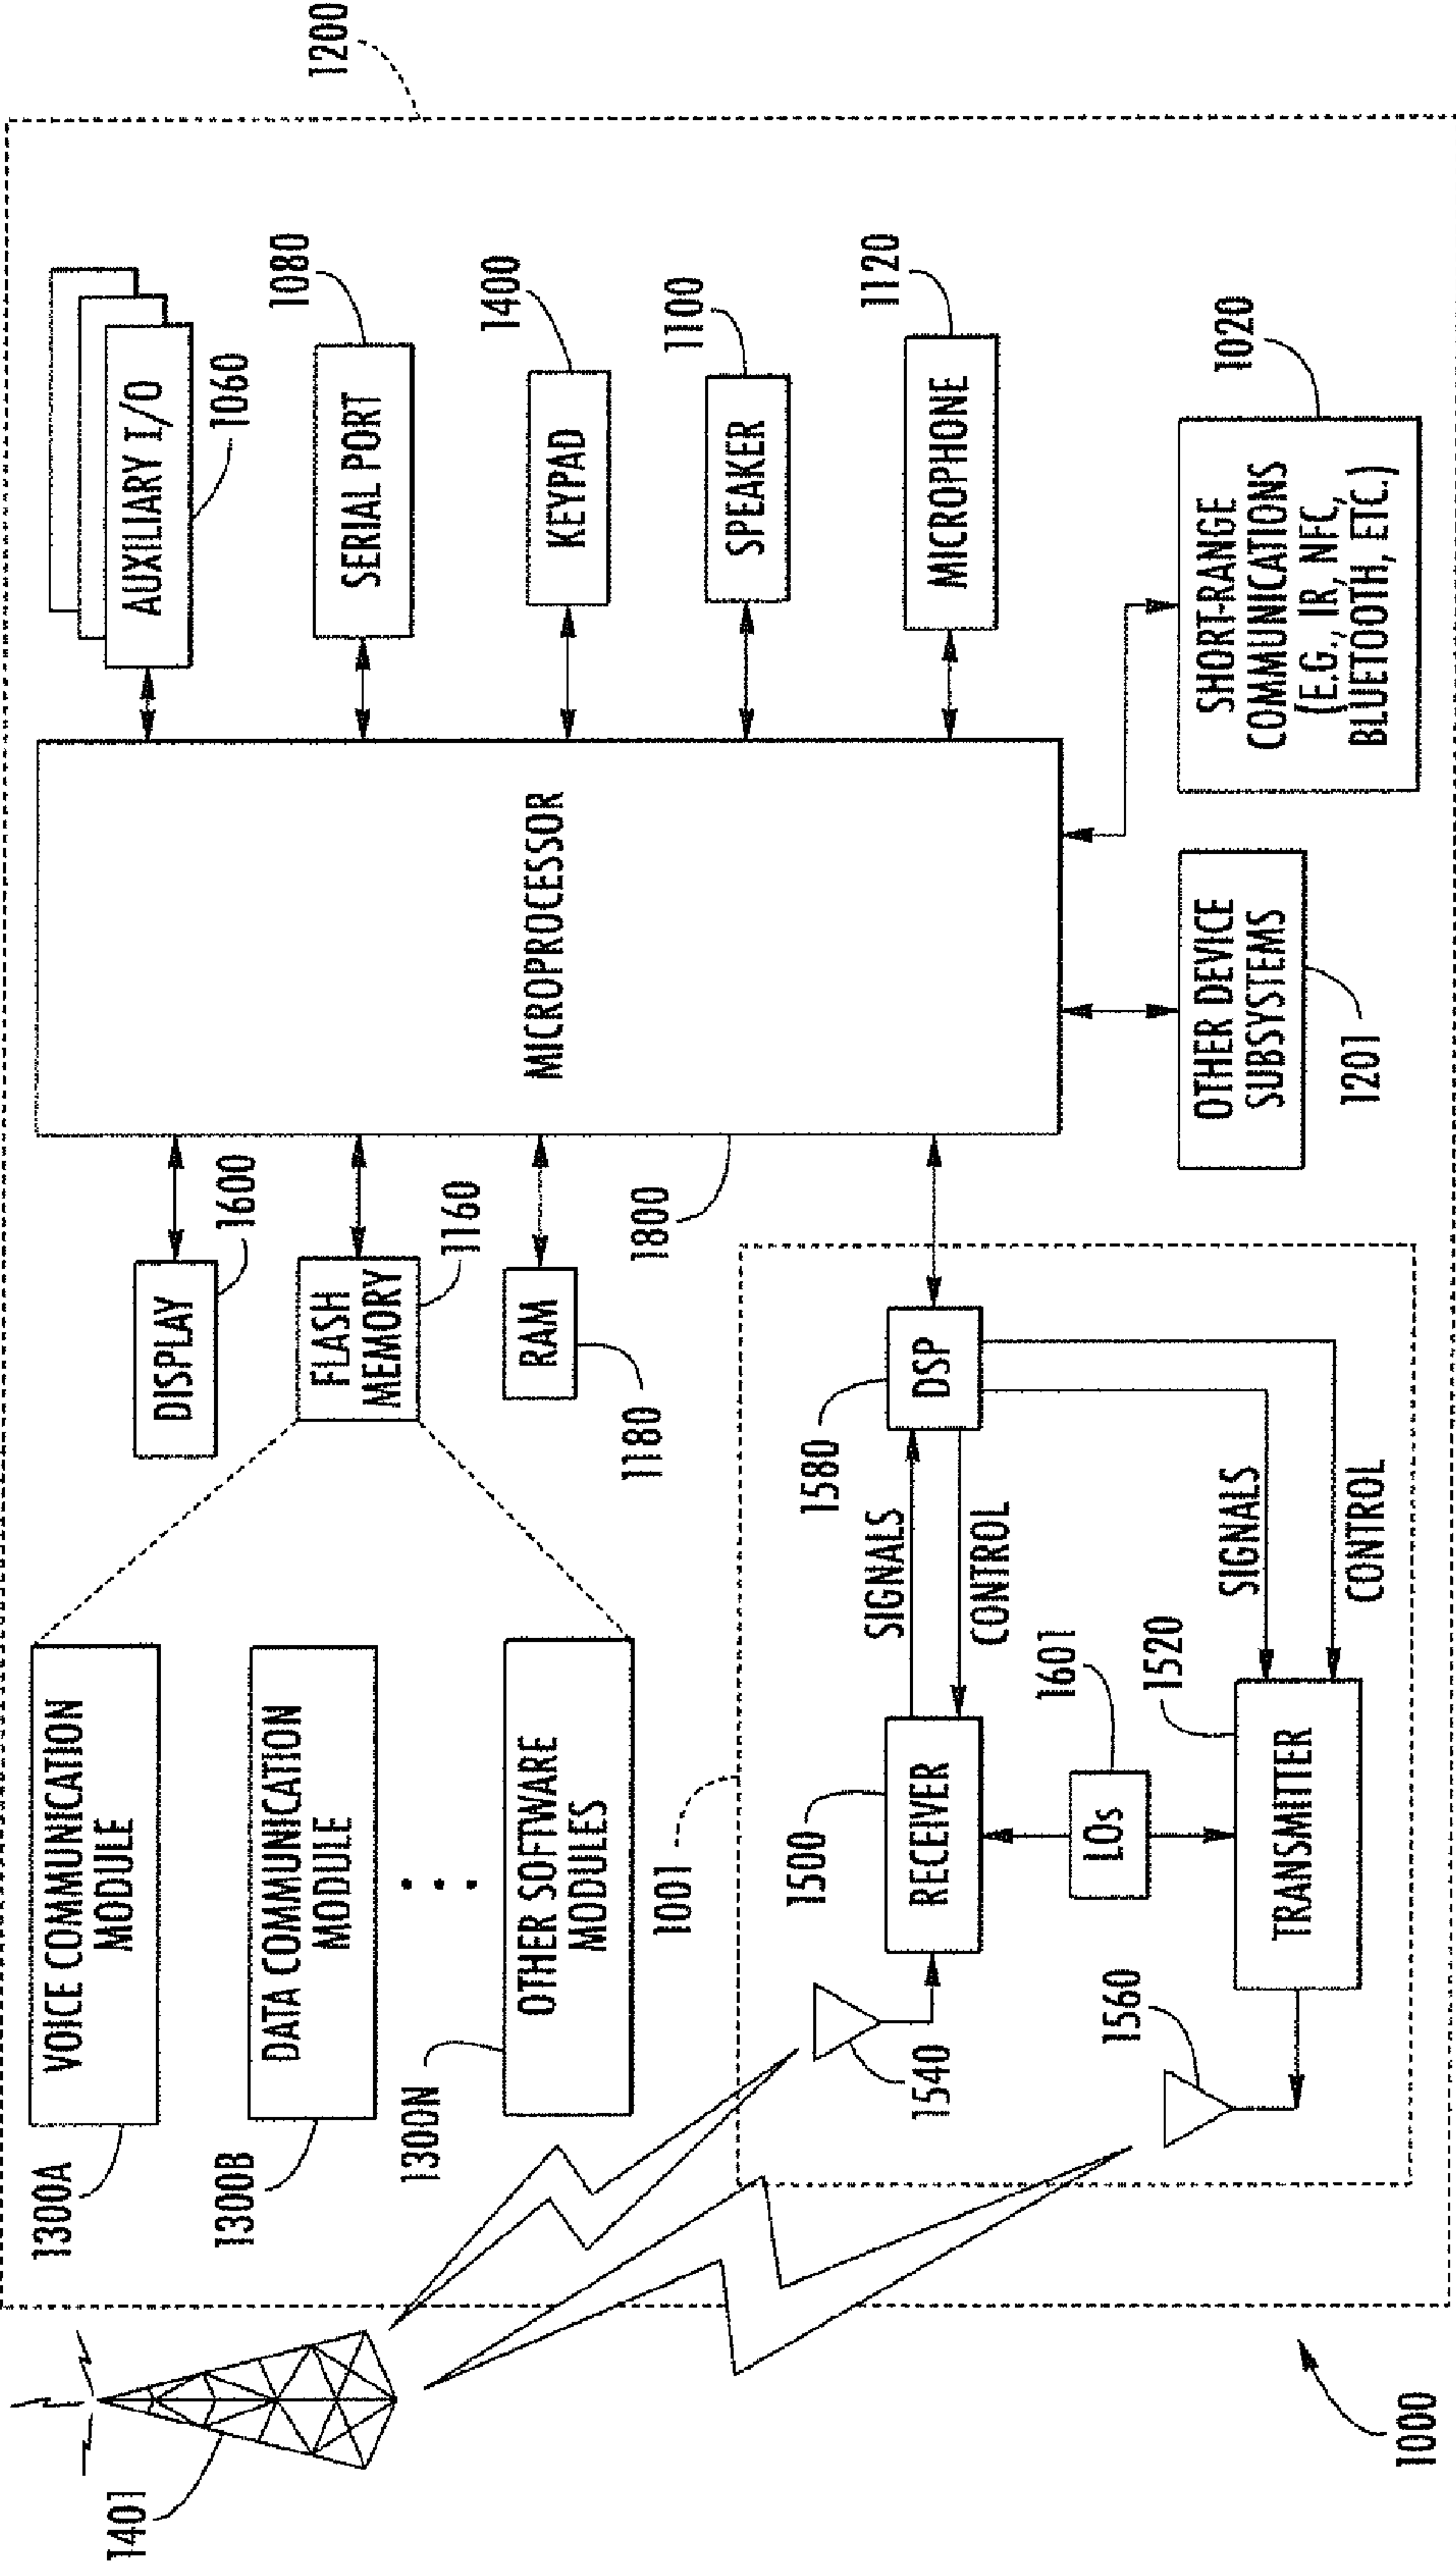 1401
1300A
VOICE COMMUNICATION
MODULE
1300B
DATA COMMUNICATION
MODULE
1300N
OTHER SOFTWARE
MODULES
DISPLAY
1600
FLASH
MEMORY
1160
RAM
1180
1800
MICROPROCESSOR
AUXILIARY I/O
1060
SERIAL PORT
1080
KEYPAD
1400
SPEAKER
1100
MICROPHONE
1120
1200
SHORT-RANGE
COMMUNICATIONS
(E.G., IR, NFC,
BLUETOOTH, ETC.)
1020
OTHER DEVICE
SUBSYSTEMS
1201
1001
1500
RECEIVER
1540
SIGNALS
CONTROL
1580
DSP
LOs
1601
1560
TRANSMITTER
1520
SIGNALS
CONTROL
1000